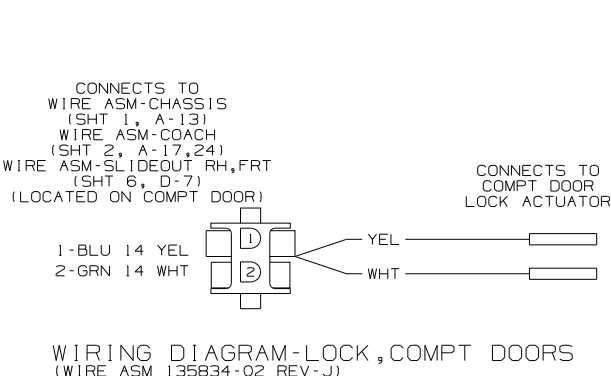 CONNECTS TO
WIRE ASM-CHASSIS
(SHT 1, A-13)
WIRE ASM-COACH
(SHT 2, A-17,24)
WIRE ASM-SLIDEOUT RH,FRT
(SHT 6, D-7)
(LOCATED ON COMPT DOOR)
CONNECTS TO
COMPT DOOR
LOCK ACTUATOR
1-BLU 14 YEL
2-GRN 14 WHT
1
2
YEL
WHT
WIRING DIAGRAM-LOCK,COMPT DOORS
(WIRE ASM 135834-02 REV-J)